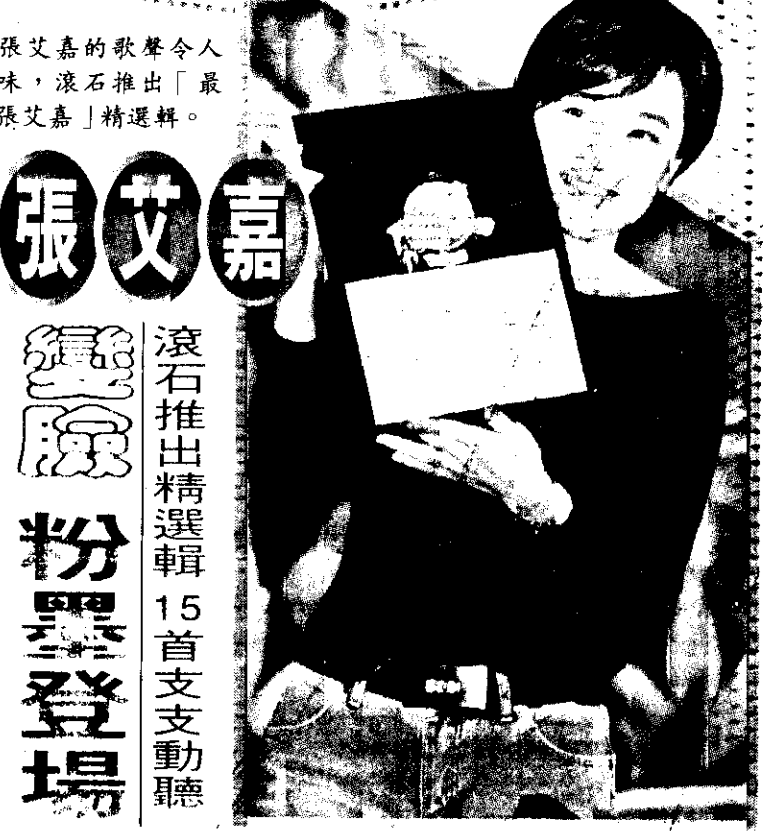 張艾嘉的歌聲令人
味，滾石推出「最
張艾嘉」精選輯。
張艾嘉
變臉 粉墨登場
滾石推出精選輯 15首支支動聽